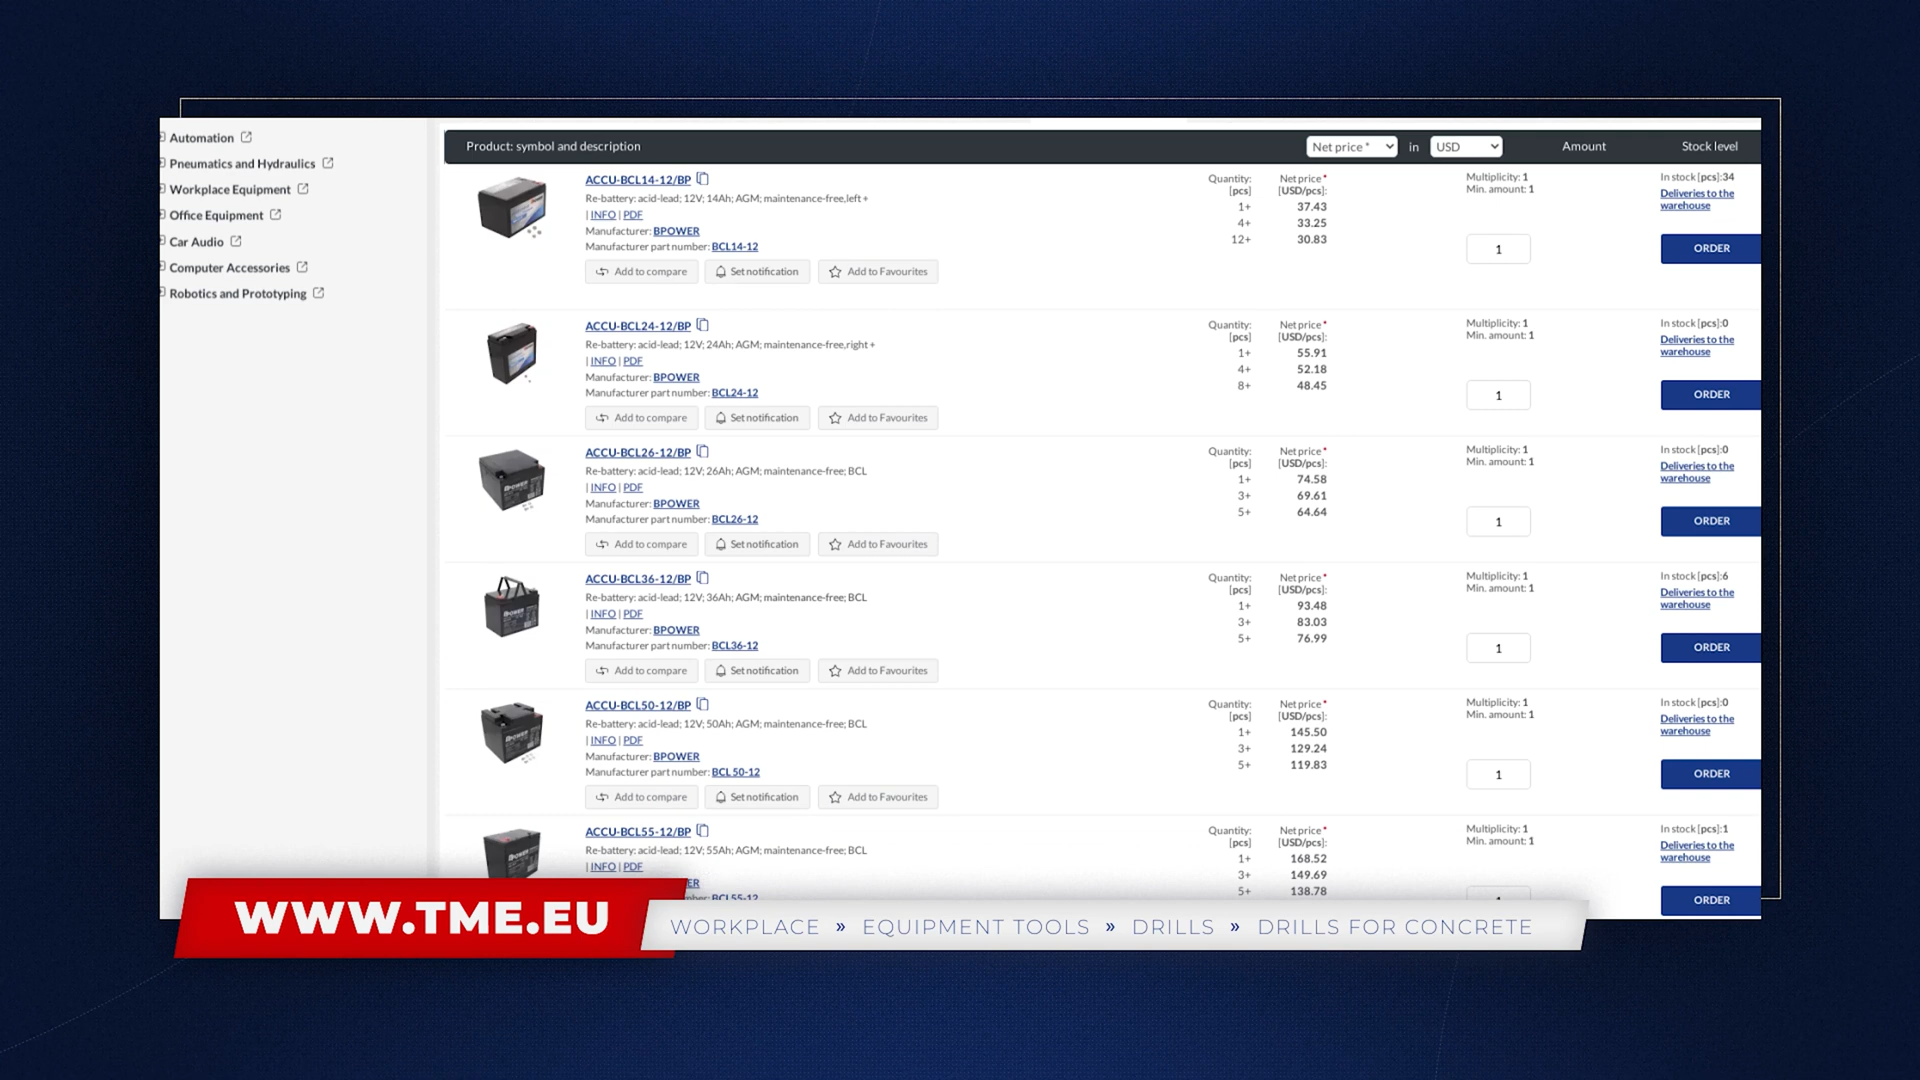 Automation
Pneumatics and Hydraulics
Workplace Equipment
Office Equipment
Car Audio
Computer Accessories
Robotics and Prototyping
Product: symbol and description Net price * in USD Amount Stock level
ACCU-BCL14-12/BP
Re-battery: acid-lead; 12V; 14Ah; AGM; maintenance-free,left +
| INFO | PDF
Manufacturer: BPOWER
Manufacturer part number: BCL14-12
Add to compare Set notification Add to Favourites
Quantity: Net price *
[pcs] [USD/pcs]:
1+ 37.43
4+ 33.25
12+ 30.83
Multiplicity: 1
Min. amount: 1
1
In stock [pcs]:34
Deliveries to the
warehouse
ORDER
ACCU-BCL24-12/BP
Re-battery: acid-lead; 12V; 24Ah; AGM; maintenance-free,right +
| INFO | PDF
Manufacturer: BPOWER
Manufacturer part number: BCL24-12
Add to compare Set notification Add to Favourites
Quantity: Net price *
[pcs] [USD/pcs]:
1+ 55.91
4+ 52.18
8+ 48.45
Multiplicity: 1
Min. amount: 1
1
In stock [pcs]:0
Deliveries to the
warehouse
ORDER
ACCU-BCL26-12/BP
Re-battery: acid-lead; 12V; 26Ah; AGM; maintenance-free; BCL
| INFO | PDF
Manufacturer: BPOWER
Manufacturer part number: BCL26-12
Add to compare Set notification Add to Favourites
Quantity: Net price *
[pcs] [USD/pcs]:
1+ 74.58
3+ 69.61
5+ 64.64
Multiplicity: 1
Min. amount: 1
1
In stock [pcs]:0
Deliveries to the
warehouse
ORDER
ACCU-BCL36-12/BP
Re-battery: acid-lead; 12V; 36Ah; AGM; maintenance-free; BCL
| INFO | PDF
Manufacturer: BPOWER
Manufacturer part number: BCL36-12
Add to compare Set notification Add to Favourites
Quantity: Net price *
[pcs] [USD/pcs]:
1+ 93.48
3+ 83.03
5+ 76.99
Multiplicity: 1
Min. amount: 1
1
In stock [pcs]:6
Deliveries to the
warehouse
ORDER
ACCU-BCL50-12/BP
Re-battery: acid-lead; 12V; 50Ah; AGM; maintenance-free; BCL
| INFO | PDF
Manufacturer: BPOWER
Manufacturer part number: BCL 50-12
Add to compare Set notification Add to Favourites
Quantity: Net price *
[pcs] [USD/pcs]:
1+ 145.50
3+ 129.24
5+ 119.83
Multiplicity: 1
Min. amount: 1
1
In stock [pcs]:0
Deliveries to the
warehouse
ORDER
ACCU-BCL55-12/BP
Re-battery: acid-lead; 12V; 55Ah; AGM; maintenance-free; BCL
| INFO | PDF
Quantity: Net price *
[pcs] [USD/pcs]:
1+ 168.52
3+ 149.69
5+ 138.78
Multiplicity: 1
Min. amount: 1
In stock [pcs]:1
Deliveries to the
warehouse
ORDER
WWW.TME.EU
WORKPLACE » EQUIPMENT TOOLS » DRILLS » DRILLS FOR CONCRETE